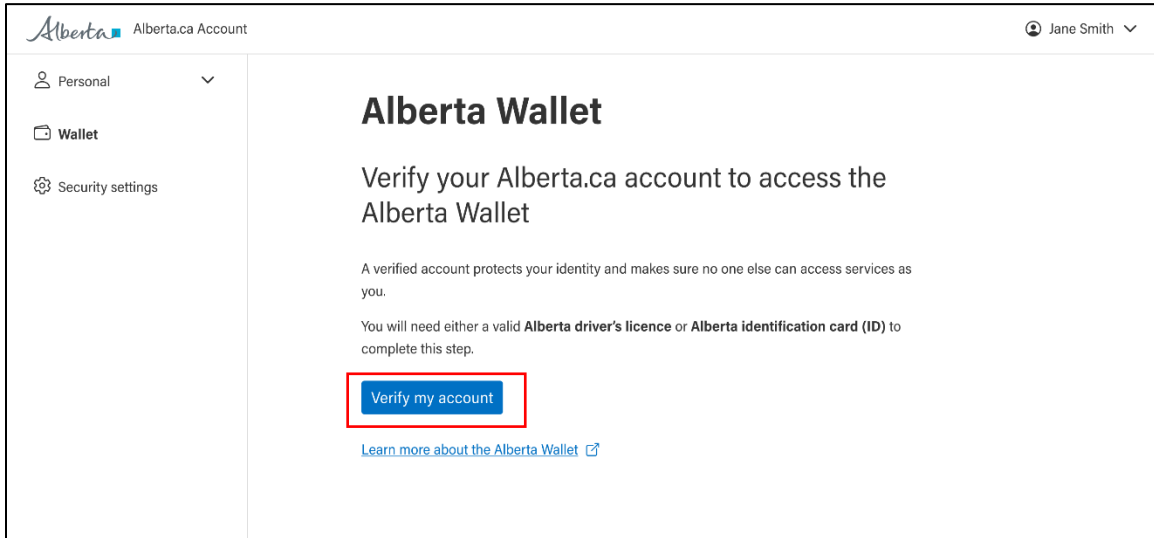 Alberta Alberta.ca Account
Jane Smith
Personal
Wallet
Security settings
Alberta Wallet
Verify your Alberta.ca account to access the
Alberta Wallet
A verified account protects your identity and makes sure no one else can access services as
you.
You will need either a valid Alberta driver’s licence or Alberta identification card (ID) to
complete this step.
Verify my account
Learn more about the Alberta Wallet